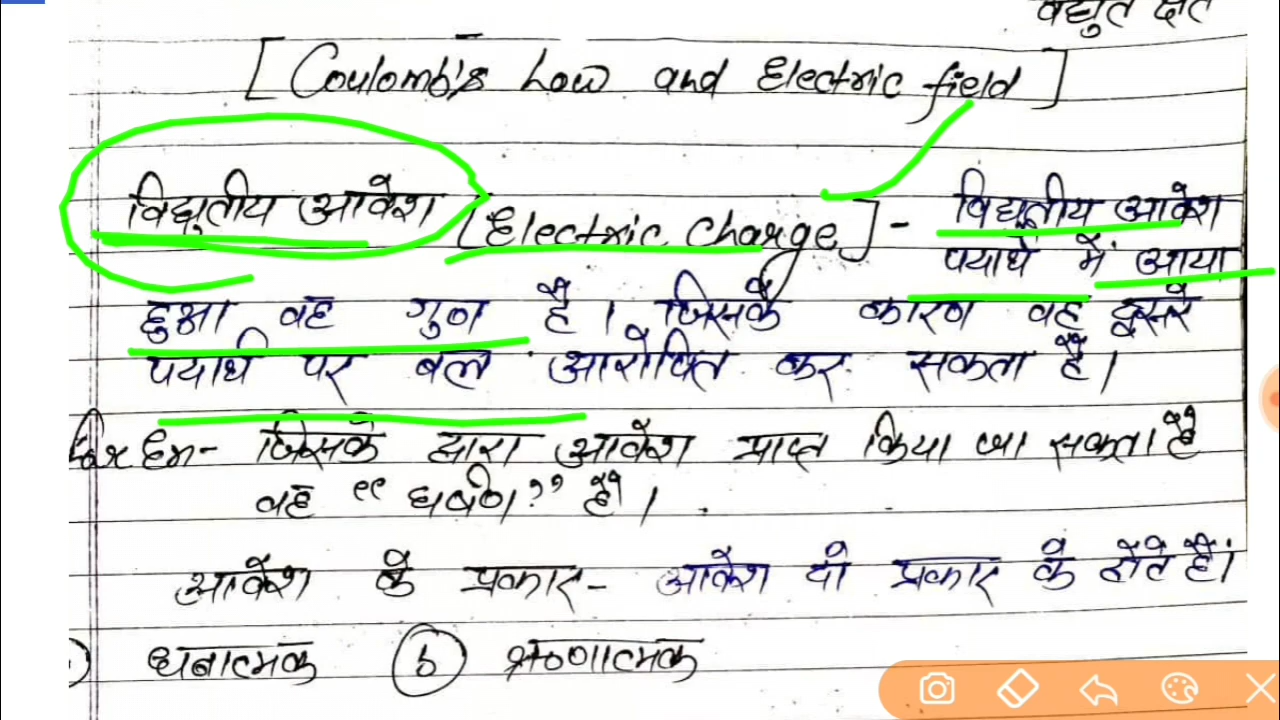 विद्युत क्षेत
[Coulomb's Law and Electric field]
विद्युतीय आवेश [Electric Charge] - विद्युतीय आवेश
पदार्थ में आया
हुआ वह गुण है। जिसके कारण वह दूसरे
पदार्थ पर बल आरोपित कर सकता है।
For Ex- जिसके द्वारा आवेश प्राप्त किया जा सकता है
वह "घर्षण" है।
आवेश के प्रकार - आवेश दो प्रकार के होते हैं।
धनात्मक (b) ऋणात्मक